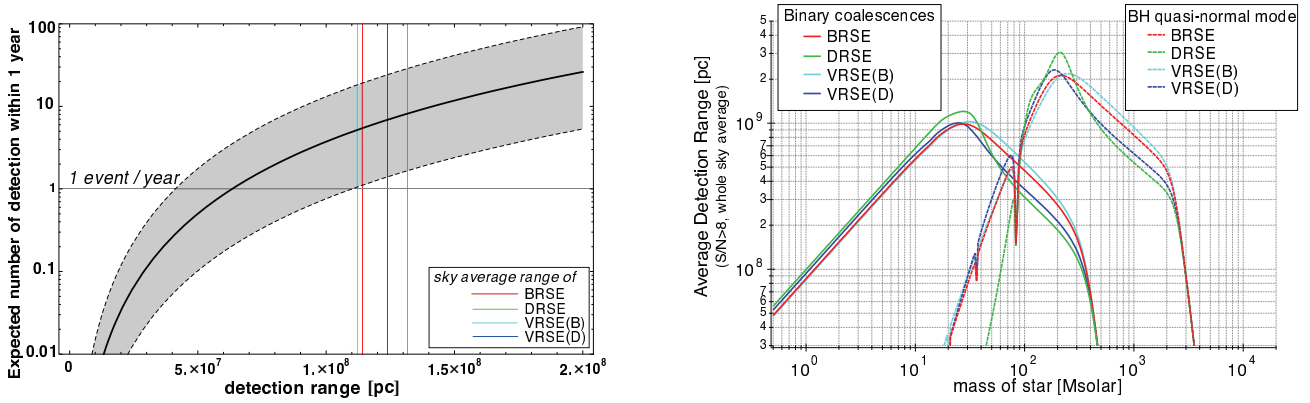 Expected number of detection within 1 year
100
10
1
0.1
0.01
1 event / year
sky average range of
BRSE
DRSE
VRSE(B)
VRSE(D)
0
5.×10⁷
1.×10⁸
1.5×10⁸
2.×10⁸
detection range [pc]
Average Detection Range [pc]
(S/N>8, whole sky average)
5
4
3
2
10⁹
6
5
4
3
2
10⁸
6
5
4
3
Binary coalescences
BRSE
DRSE
VRSE(B)
VRSE(D)
BH quasi-normal mode
BRSE
DRSE
VRSE(B)
VRSE(D)
10⁰
10¹
10²
10³
10⁴
mass of star [Msolar]